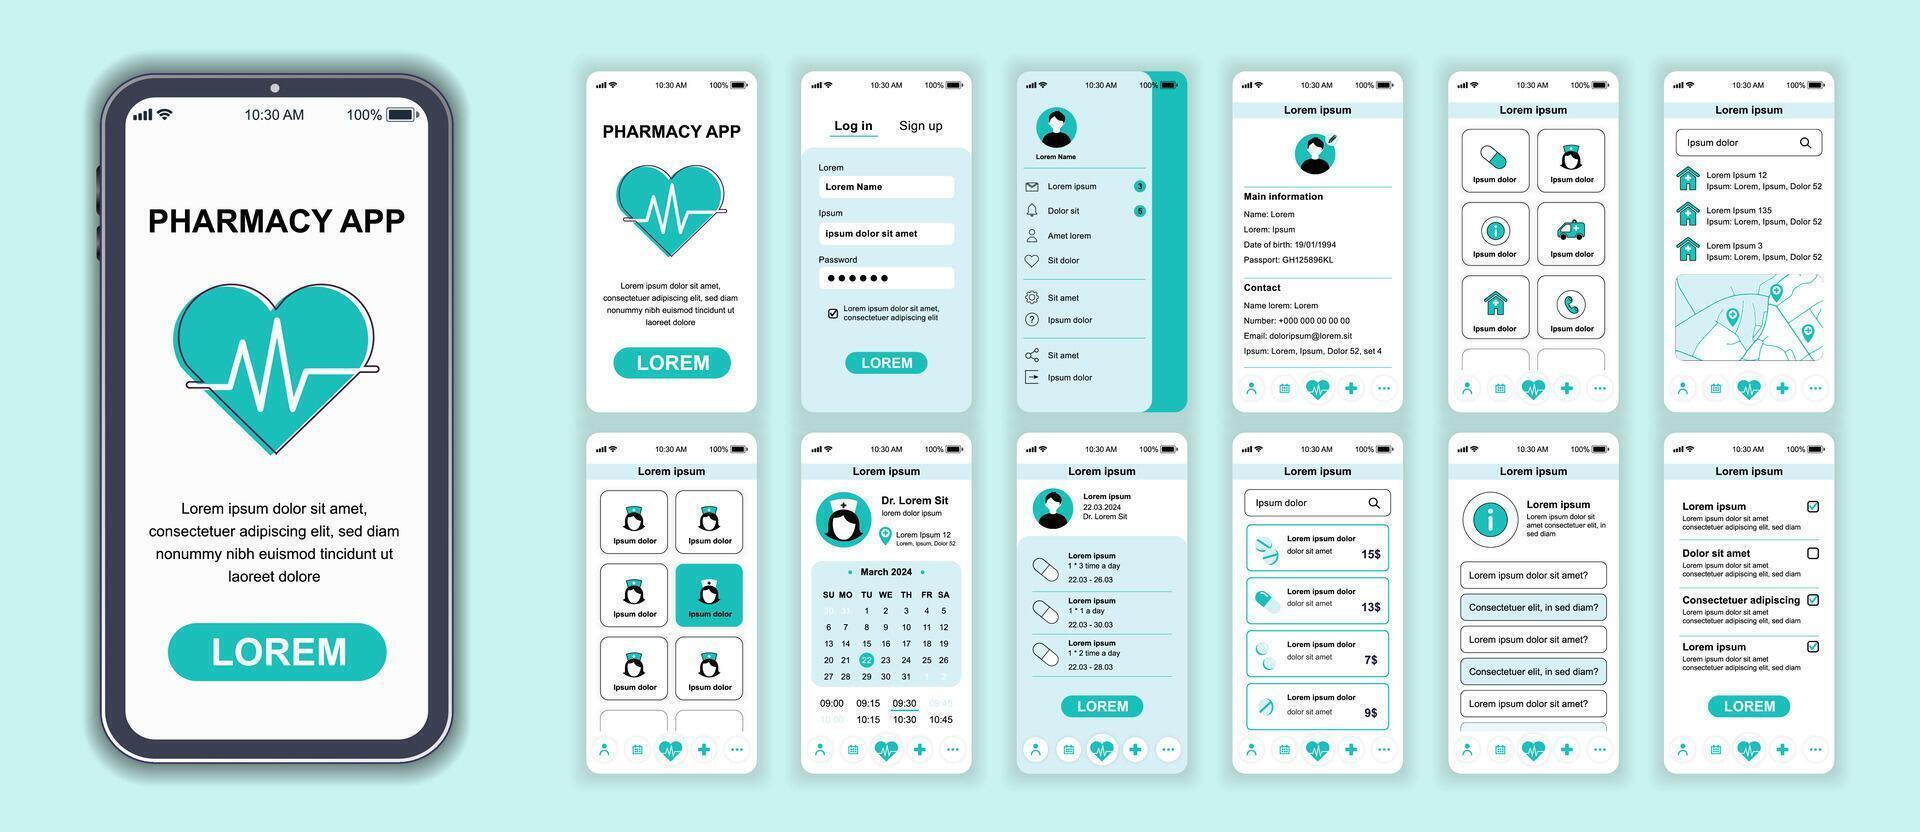 10:30 AM 100%
PHARMACY APP
Lorem ipsum dolor sit amet,
consectetuer adipiscing elit, sed diam
nonummy nibh euismod tincidunt ut
laoreet dolore
LOREM
10:30 AM 100%
PHARMACY APP
Lorem ipsum dolor sit amet,
consectetuer adipiscing elit, sed diam
nonummy nibh euismod tincidunt ut
laoreet dolore
LOREM
10:30 AM 100%
Log in Sign up
Lorem
Lorem Name
Ipsum
ipsum dolor sit amet
Password
Lorem ipsum dolor sit amet,
consectetuer adipiscing elit
LOREM
10:30 AM 100%
Lorem Name
Lorem ipsum 3
Dolor sit 5
Amet lorem
Sit dolor
Sit amet
Ipsum dolor
Sit amet
Ipsum dolor
10:30 AM 100%
Lorem ipsum
Main information
Name: Lorem
Lorem: Ipsum
Date of birth: 19/01/1994
Passport: GH125896KL
Contact
Name lorem: Lorem
Number: +000 000 00 00 00
Email: doloripsum@lorem.sit
Ipsum: Lorem, Ipsum, Dolor 52, set 4
10:30 AM 100%
Lorem ipsum
Ipsum dolor Ipsum dolor
Ipsum dolor Ipsum dolor
Ipsum dolor Ipsum dolor
10:30 AM 100%
Lorem ipsum
Ipsum dolor
Lorem Ipsum 12
Ipsum: Lorem, Ipsum, Dolor 52
Lorem Ipsum 135
Ipsum: Lorem, Ipsum, Dolor 52
Lorem Ipsum 3
Ipsum: Lorem, Ipsum, Dolor 52
10:30 AM 100%
Lorem ipsum
Ipsum dolor Ipsum dolor
Ipsum dolor Ipsum dolor
Ipsum dolor Ipsum dolor
10:30 AM 100%
Lorem ipsum
Dr. Lorem Sit
lorem dolor ipsum
Lorem Ipsum 12
Lorem, Ipsum, Dolor 52
March 2024
SU MO TU WE TH FR SA
30 31 1 2 3 4 5
6 7 8 9 10 11 12
13 14 15 16 17 18 19
20 21 22 23 24 25 26
27 28 29 30 31 1 2
09:00 09:15 09:30 09:45
10:00 10:15 10:30 10:45
10:30 AM 100%
Lorem ipsum
Lorem ipsum
22.03.2024
Dr. Lorem Sit
Lorem ipsum
1 * 3 time a day
22.03 - 26.03
Lorem ipsum
1 * 1 a day
22.03 - 30.03
Lorem ipsum
1 * 2 time a day
22.03 - 28.03
LOREM
10:30 AM 100%
Lorem ipsum
Ipsum dolor
Lorem ipsum dolor
dolor sit amet 15$
Lorem ipsum dolor
dolor sit amet 13$
Lorem ipsum dolor
dolor sit amet 7$
Lorem ipsum dolor
dolor sit amet 9$
10:30 AM 100%
Lorem ipsum
Lorem ipsum
Lorem ipsum dolor sit
amet consectetuer elit, in
sed diam
Lorem ipsum dolor sit amet?
Consectetuer elit, in sed diam?
Lorem ipsum dolor sit amet?
Consectetuer elit, in sed diam?
Lorem ipsum dolor sit amet?
10:30 AM 100%
Lorem ipsum
Lorem ipsum
Lorem ipsum dolor sit amet
consectetuer adipiscing elit, sed diam
Dolor sit amet
Lorem ipsum dolor sit amet
consectetuer adipiscing elit, sed diam
Consectetuer adipiscing
Lorem ipsum dolor sit amet
consectetuer adipiscing elit, sed diam
Lorem ipsum
Lorem ipsum dolor sit amet
consectetuer adipiscing elit, sed diam
LOREM